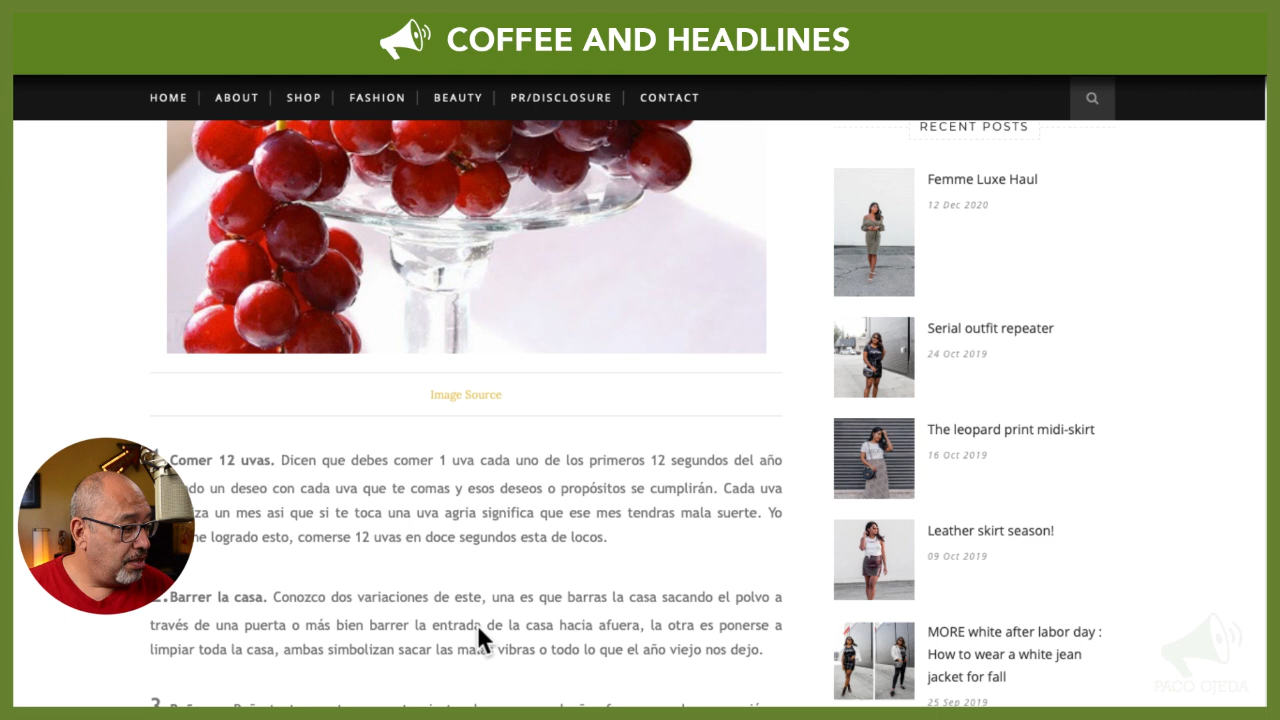 COFFEE AND HEADLINES
HOME
ABOUT
SHOP
FASHION
BEAUTY
PR/DISCLOSURE
CONTACT
Image Source
Comer 12 uvas. Dicen que debes comer 1 uva cada uno de los primeros 12 segundos del año
un deseo con cada uva que te comas y esos deseos o propósitos se cumplirán. Cada uva
un mes asi que si te toca una uva agria significa que ese mes tendras mala suerte. Yo
logrado esto, comerse 12 uvas en doce segundos esta de locos.
2.Barrer la casa. Conozco dos variaciones de este, una es que barras la casa sacando el polvo a
través de una puerta o más bien barrer la entrada de la casa hacia afuera, la otra es ponerse a
limpiar toda la casa, ambas simbolizan sacar las vibras o todo lo que el año viejo nos dejo.
RECENT POSTS
Femme Luxe Haul
12 Dec 2020
Serial outfit repeater
24 Oct 2019
The leopard print midi-skirt
16 Oct 2019
Leather skirt season!
09 Oct 2019
MORE white after labor day :
How to wear a white jean
jacket for fall
25 Sep 2019
PACO OJEDA